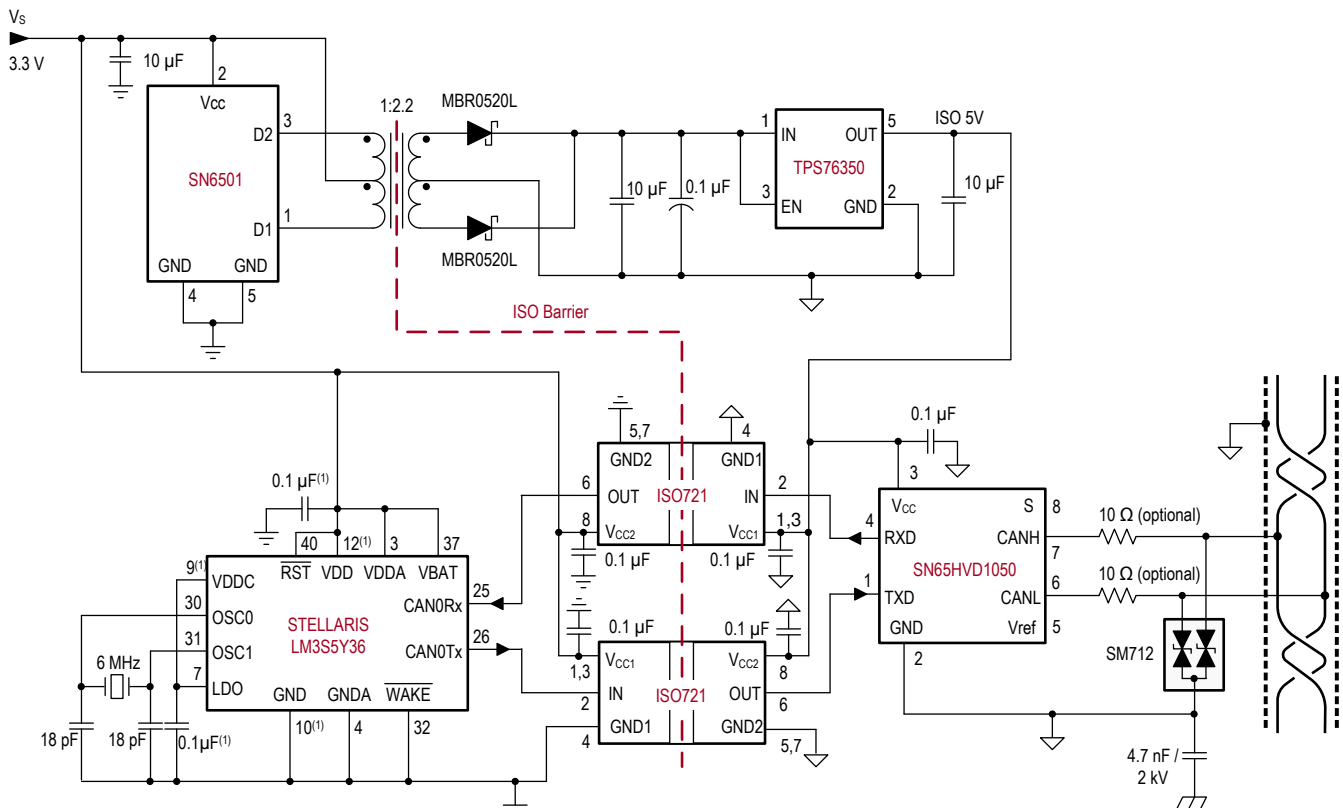 VS
3.3 V
10 µF
2
Vcc
D2
3
SN6501
D1
1
GND
GND
4
5
1:2.2
MBR0520L
MBR0520L
10 µF
0.1 µF
1
IN
OUT
5
TPS76350
3
EN
GND
2
ISO 5V
10 µF
ISO Barrier
0.1 µF(1)
40
12(1)
3
37
RST
VDD
VDDA
VBAT
9(1)
VDDC
30
OSC0
31
OSC1
7
LDO
STELLARIS
LM3S5Y36
CAN0Rx
25
CAN0Tx
26
GND
GNDA
WAKE
10(1)
4
32
6 MHz
18 pF
18 pF
0.1µF(1)
5,7
4
GND2
GND1
6
OUT
ISO721
IN
2
8
VCC2
VCC1
1,3
0.1 µF
0.1 µF
0.1 µF
0.1 µF
1,3
VCC1
VCC2
8
IN
ISO721
OUT
2
6
GND1
GND2
4
5,7
0.1 µF
3
VCC
S
8
4
RXD
CANH
7
SN65HVD1050
1
TXD
CANL
6
GND
Vref
5
2
10 Ω (optional)
10 Ω (optional)
SM712
4.7 nF /
2 kV